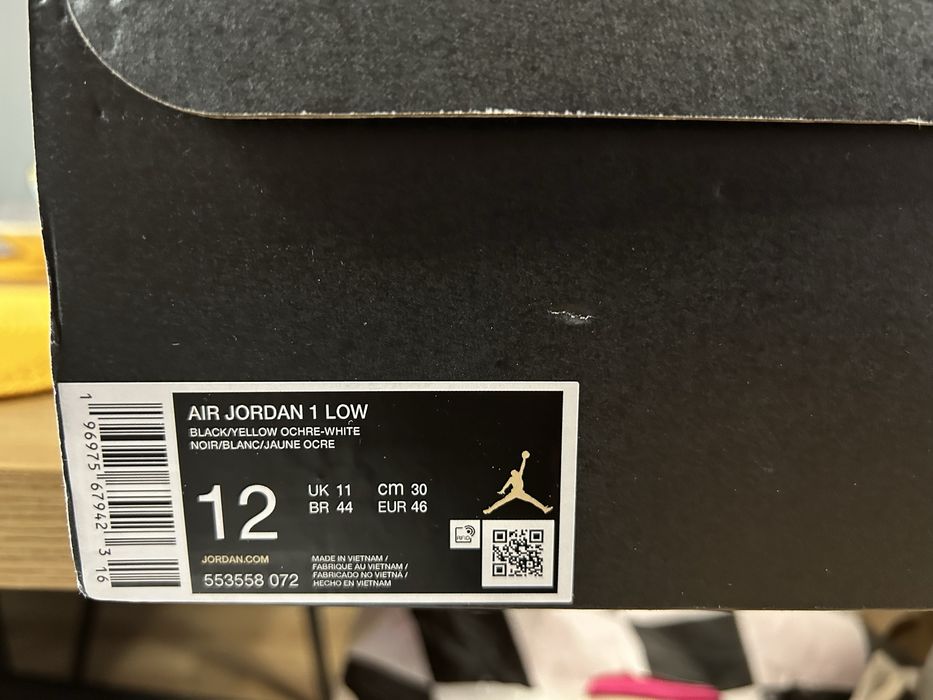 AIR JORDAN 1 LOW
BLACK/YELLOW OCHRE-WHITE
NOIR/BLANC/JAUNE OCRE
12
UK 11 cm 30
BR 44 EUR 46
RFID
JORDAN.COM
553558 072
MADE IN VIETNAM /
FABRIQUE AU VIETNAM /
FABRICADO NO VIETNÃ /
HECHO EN VIETNAM
1 96975 67942 3 16